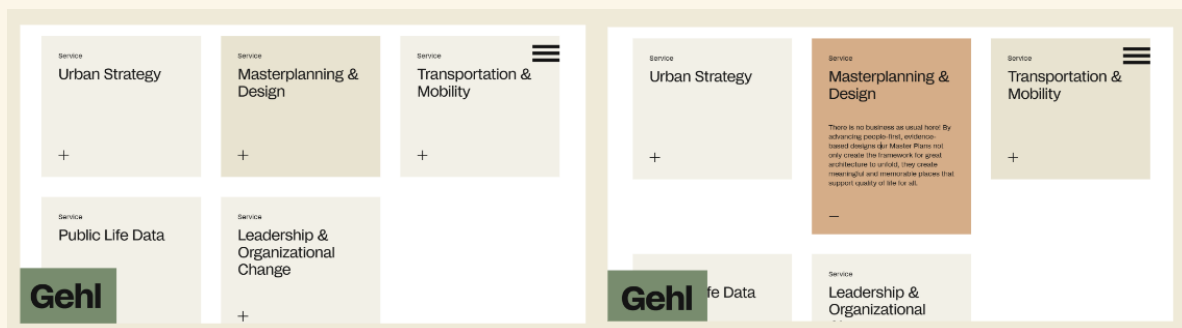 Service
Urban Strategy
+
Service
Masterplanning &
Design
+
Service
Transportation &
Mobility
+
Service
Public Life Data
Service
Leadership &
Organizational
Change
+
Gehl
Service
Urban Strategy
+
Service
Masterplanning &
Design
There is no business as usual here! By
advancing people-first, evidence-
based designs our Master Plans not
only create the framework for great
architecture to unfold, they create
meaningful and memorable places that
support quality of life for all.
—
Service
Transportation &
Mobility
+
fe Data
Service
Leadership &
Organizational
Gehl